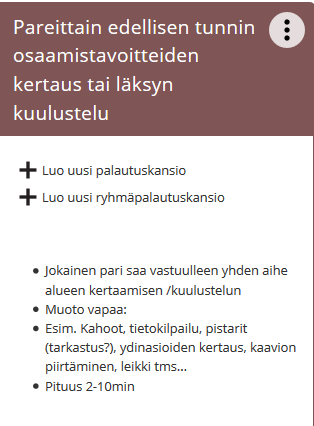 Pareittain edellisen tunnin
osaamistavoitteiden
kertaus tai läksyn
kuulustelu
Luo uusi palautuskansio
Luo uusi ryhmäpalautuskansio
• Jokainen pari saa vastuulleen yhden aihe
alueen kertaamisen /kuulustelun
• Muoto vapaa:
• Esim. Kahoot, tietokilpailu, pistarit
(tarkastus?), ydinasioiden kertaus, kaavion
piirtäminen, leikki tms...
• Pituus 2-10min